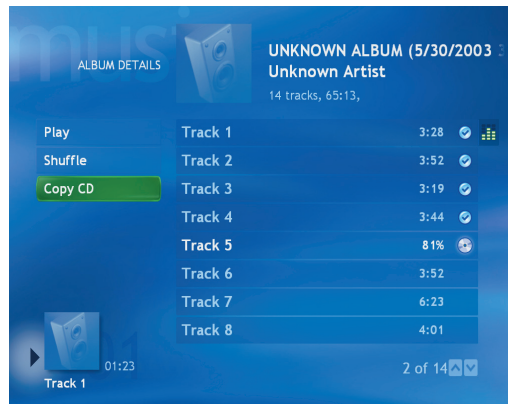 music
ALBUM DETAILS
UNKNOWN ALBUM (5/30/2003
Unknown Artist
14 tracks, 65:13,
Play
Shuffle
Copy CD
Track 1 3:28
Track 2 3:52
Track 3 3:19
Track 4 3:44
Track 5 81%
Track 6 3:52
Track 7 6:23
Track 8 4:01
01
01:23
Track 1
2 of 14